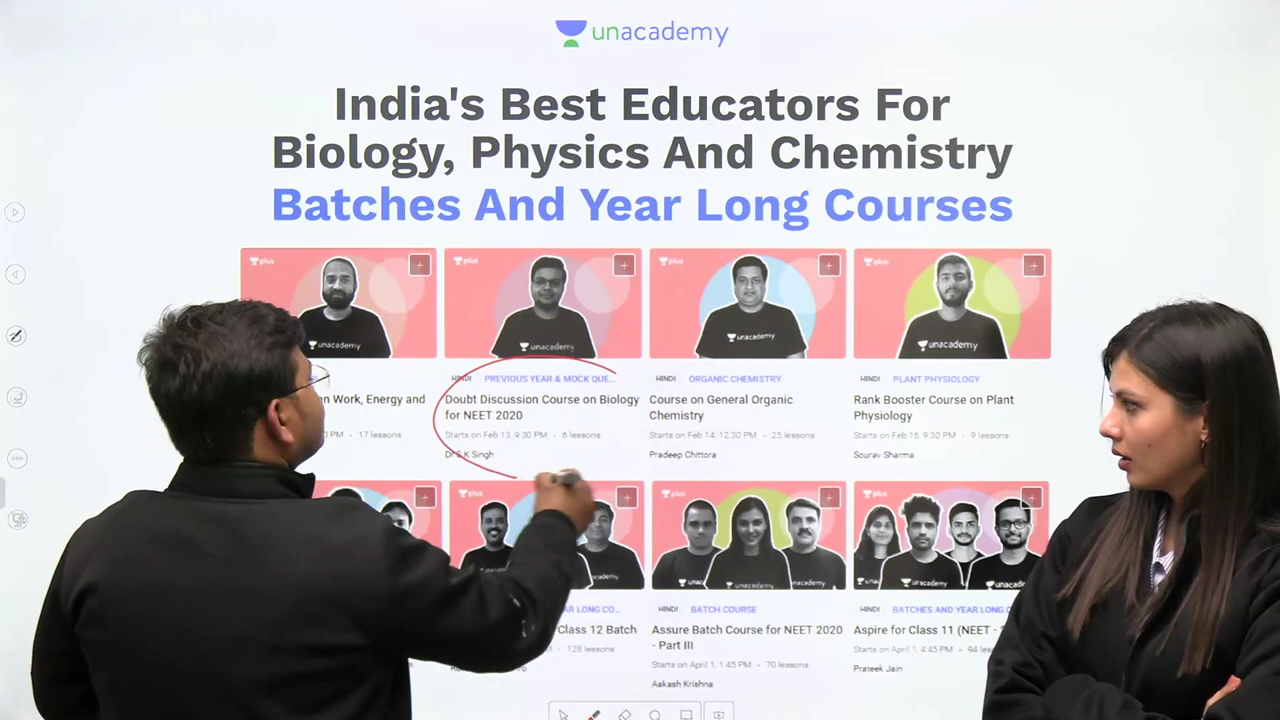 unacademy
India's Best Educators For
Biology, Physics And Chemistry
Batches And Year Long Courses
plus
plus
plus
plus
unacademy
unacademy
unacademy
unacademy
HINDI PREVIOUS YEAR & MOCK QUE...
HINDI ORGANIC CHEMISTRY
HINDI PLANT PHYSIOLOGY
Work, Energy and
Doubt Discussion Course on Biology
for NEET 2020
Course on General Organic
Chemistry
Rank Booster Course on Plant
Physiology
PM • 17 lessons
Starts on Feb 13, 9:30 PM • 6 lessons
Starts on Feb 14, 12:30 PM • 25 lessons
Starts on Feb 16, 9:30 PM • 9 lessons
Dr S K Singh
Pradeep Chittora
Sourav Sharma
plus
plus
plus
unacademy
unacademy
HINDI BATCH COURSE
HINDI BATCHES AND YEAR LONG
Class 12 Batch
Assure Batch Course for NEET 2020
- Part III
Aspire for Class 11 (NEET -
128 lessons
Starts on April 1, 1:45 PM • 70 lessons
Starts on April 1, 4:45 PM • 94
Aakash Krishna
Prateek Jain